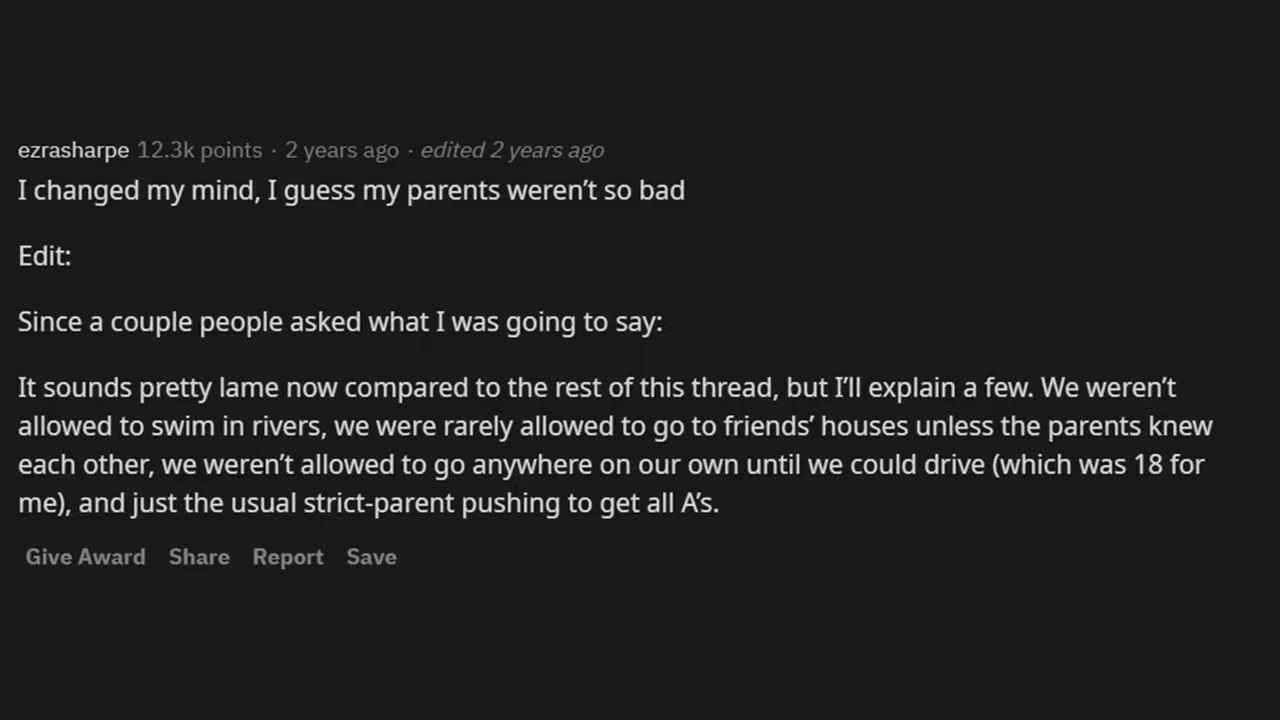 ezrasharpe 12.3k points · 2 years ago · edited 2 years ago
I changed my mind, I guess my parents weren’t so bad
Edit:
Since a couple people asked what I was going to say:
It sounds pretty lame now compared to the rest of this thread, but I’ll explain a few. We weren’t
allowed to swim in rivers, we were rarely allowed to go to friends’ houses unless the parents knew
each other, we weren’t allowed to go anywhere on our own until we could drive (which was 18 for
me), and just the usual strict-parent pushing to get all A’s.
Give Award Share Report Save